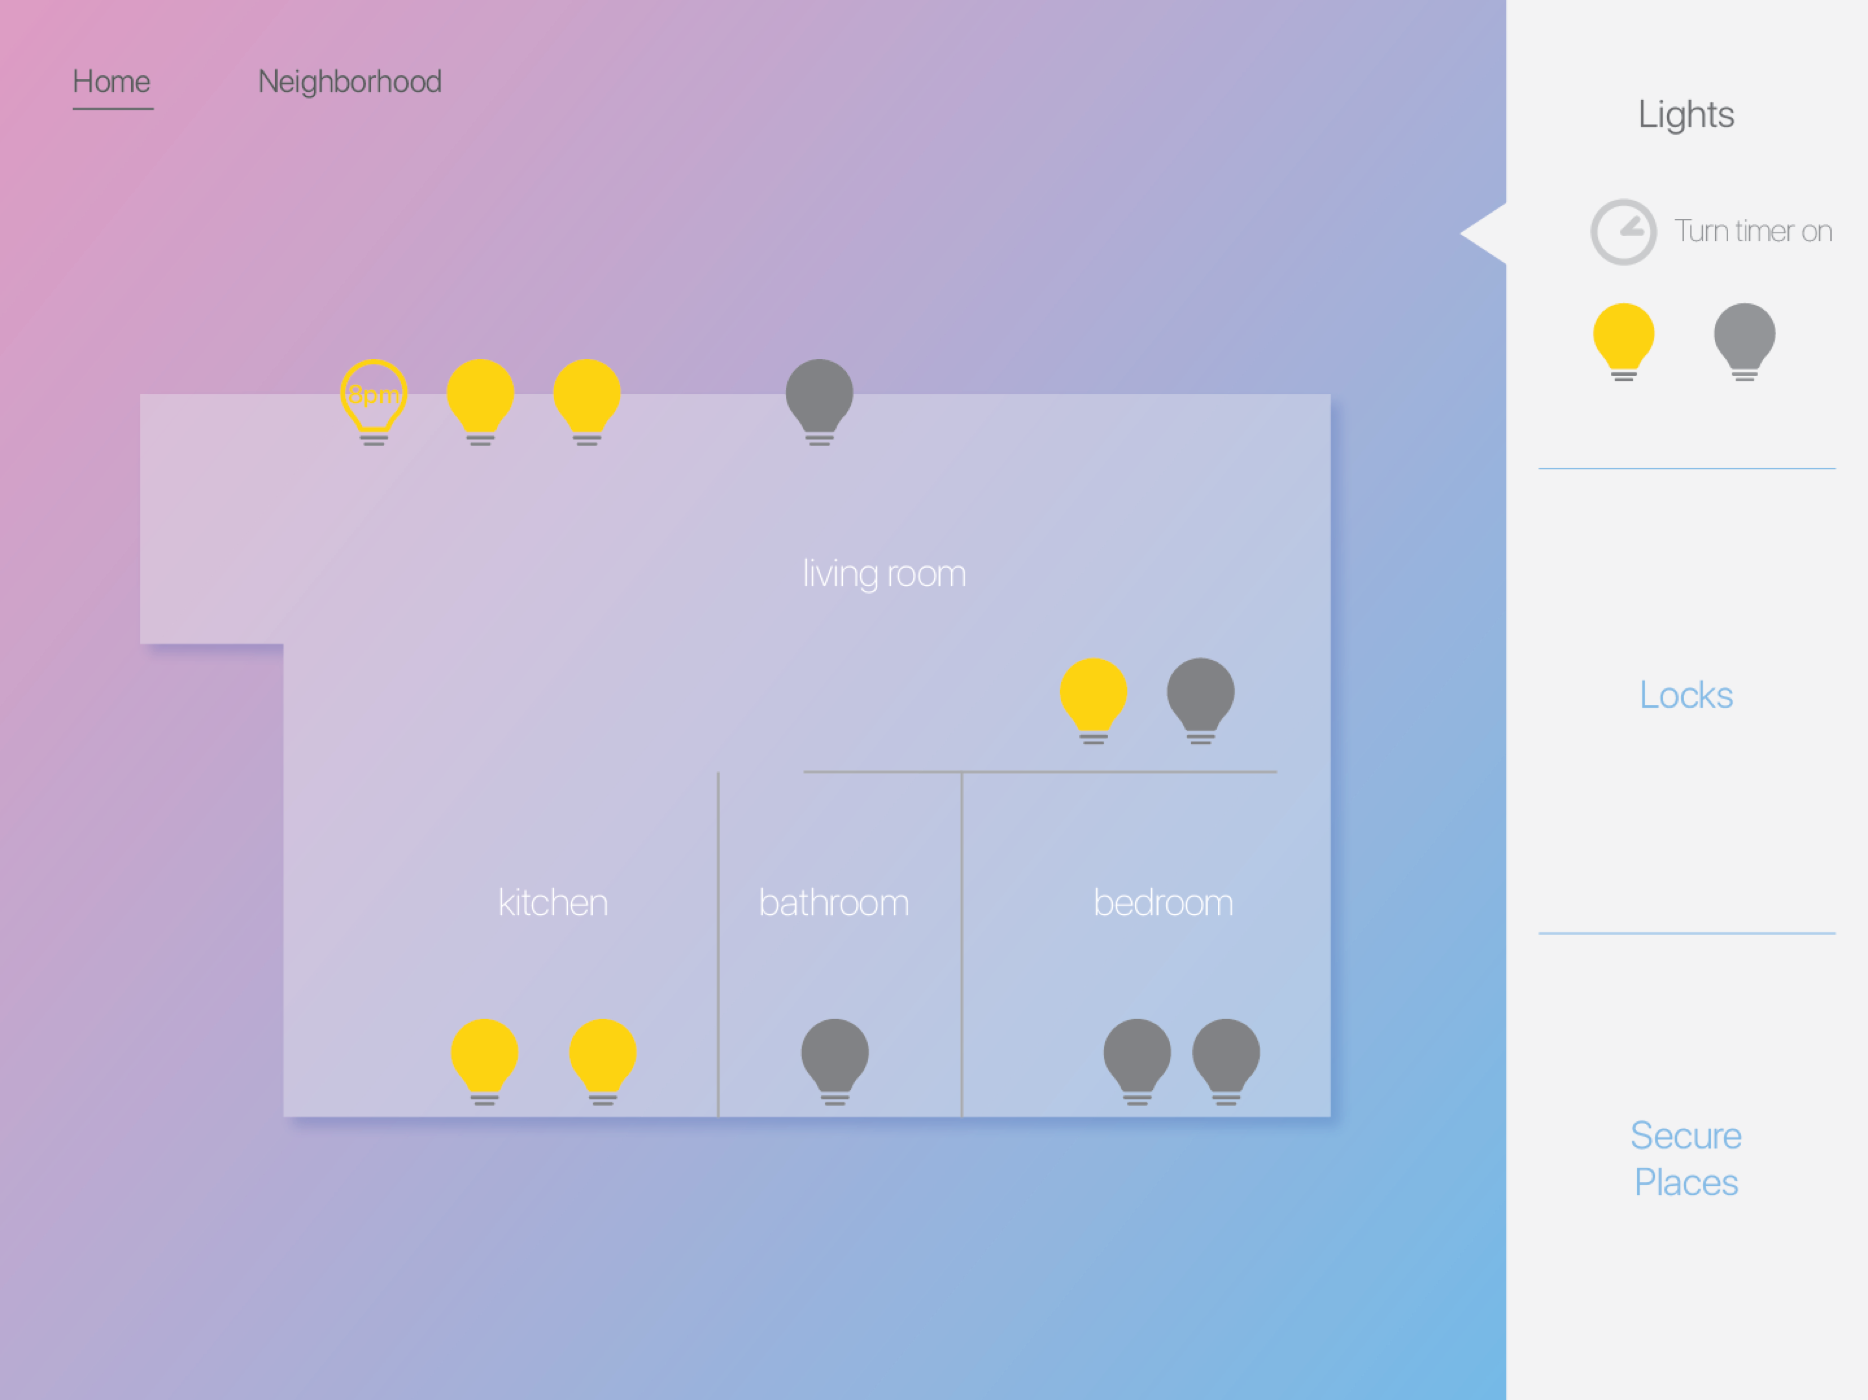 Home
Neighborhood
Lights
Turn timer on
8pm
living room
Locks
kitchen
bathroom
bedroom
Secure
Places